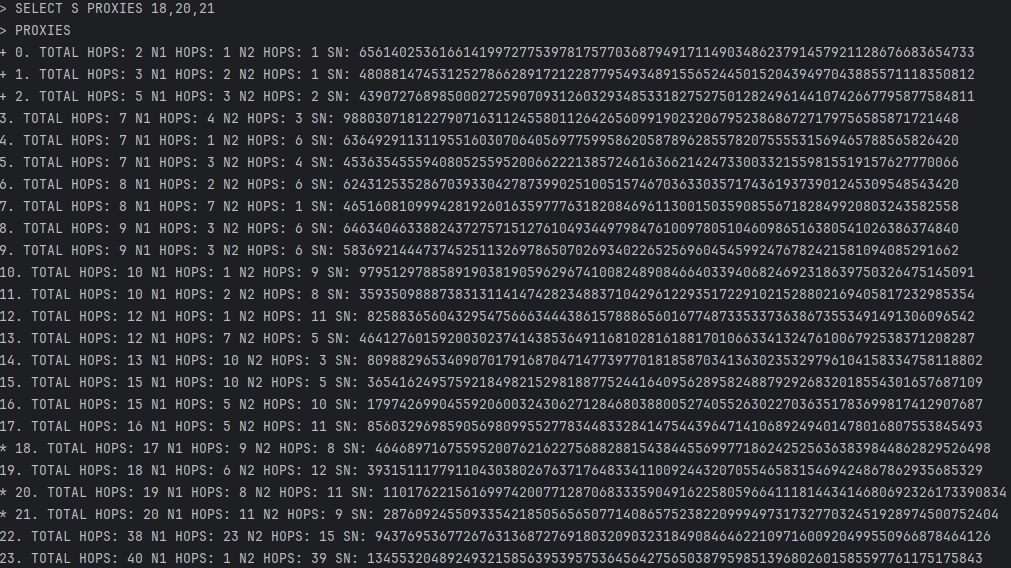 > SELECT S PROXIES 18,20,21
> PROXIES
+ 0. TOTAL HOPS: 2 N1 HOPS: 1 N2 HOPS: 1 SN: 656140253616614199727753978175770368794917114903486237914579211286766836547​33
+ 1. TOTAL HOPS: 3 N1 HOPS: 2 N2 HOPS: 1 SN: 48088147453125278662891721228779549348915565244501520439497043885571118350812
+ 2. TOTAL HOPS: 5 N1 HOPS: 3 N2 HOPS: 2 SN: 43907276898500027259070931260329348533182752750128249614410742667795877584811
3. TOTAL HOPS: 7 N1 HOPS: 4 N2 HOPS: 3 SN: 98803071812279071631124558011264265609919023206795238686727179756585871721448
4. TOTAL HOPS: 7 N1 HOPS: 1 N2 HOPS: 6 SN: 63649291131195516030706405697759958620587896285578207555531569465788565826420
5. TOTAL HOPS: 7 N1 HOPS: 3 N2 HOPS: 4 SN: 45363545559408052559520066222138572461636621424733003321559815519157627770066
6. TOTAL HOPS: 8 N1 HOPS: 2 N2 HOPS: 6 SN: 62431253528670393304278739902510051574670363303571743619373901245309548543420
7. TOTAL HOPS: 8 N1 HOPS: 7 N2 HOPS: 1 SN: 46516081099942819260163597776318208469611300150359085567182849920803243582558
8. TOTAL HOPS: 9 N1 HOPS: 3 N2 HOPS: 6 SN: 64634046338824372757151276104934497984761009780510460986516380541026386374840
9. TOTAL HOPS: 9 N1 HOPS: 3 N2 HOPS: 6 SN: 58369214447374525113269786507026934022652569604545992476782421581094085291662
10. TOTAL HOPS: 10 N1 HOPS: 1 N2 HOPS: 9 SN: 97951297885891903819059629674100824890846640339406824692318639750326475145091
11. TOTAL HOPS: 10 N1 HOPS: 2 N2 HOPS: 8 SN: 35935098887383131141474282348837104296122935172291021528802169405817232985354
12. TOTAL HOPS: 12 N1 HOPS: 1 N2 HOPS: 11 SN: 82588365604329547566634443861578886560167748733533736386735534914913060965​42
13. TOTAL HOPS: 12 N1 HOPS: 7 N2 HOPS: 5 SN: 46412760159200302374143853649116810281618817010663341324761006792538371208287
14. TOTAL HOPS: 13 N1 HOPS: 10 N2 HOPS: 3 SN: 80988296534090701791687047147739770181858703413630235329796104158334758118802
15. TOTAL HOPS: 15 N1 HOPS: 10 N2 HOPS: 5 SN: 36541624957592184982152981887752441640956289582488792926832018554301657687109
16. TOTAL HOPS: 15 N1 HOPS: 5 N2 HOPS: 10 SN: 17974269904559206003243062712846803880052740552630227036351783699817412907687
17. TOTAL HOPS: 16 N1 HOPS: 5 N2 HOPS: 11 SN: 85603296985905698099552778344833284147544396471410689249401478016807553845493
* 18. TOTAL HOPS: 17 N1 HOPS: 9 N2 HOPS: 8 SN: 46468971675595200762162275688288154384455699771862425256363839844862829526498
19. TOTAL HOPS: 18 N1 HOPS: 6 N2 HOPS: 12 SN: 39315111779110430380267637176483341100924432070554658315469424867862935685329
* 20. TOTAL HOPS: 19 N1 HOPS: 8 N2 HOPS: 11 SN: 110176221561699742007712870683335904916225805966411181443414680692326173390834
* 21. TOTAL HOPS: 20 N1 HOPS: 11 N2 HOPS: 9 SN: 28760924550933542185056565077140865752382209994973173277032451928974500752404
22. TOTAL HOPS: 38 N1 HOPS: 23 N2 HOPS: 15 SN: 94376953677267631368727691803209032318490846462210971600920499550966878464126
23. TOTAL HOPS: 40 N1 HOPS: 1 N2 HOPS: 39 SN: 13455320489249321585639539575364564275650387959851396802601585597761175175843